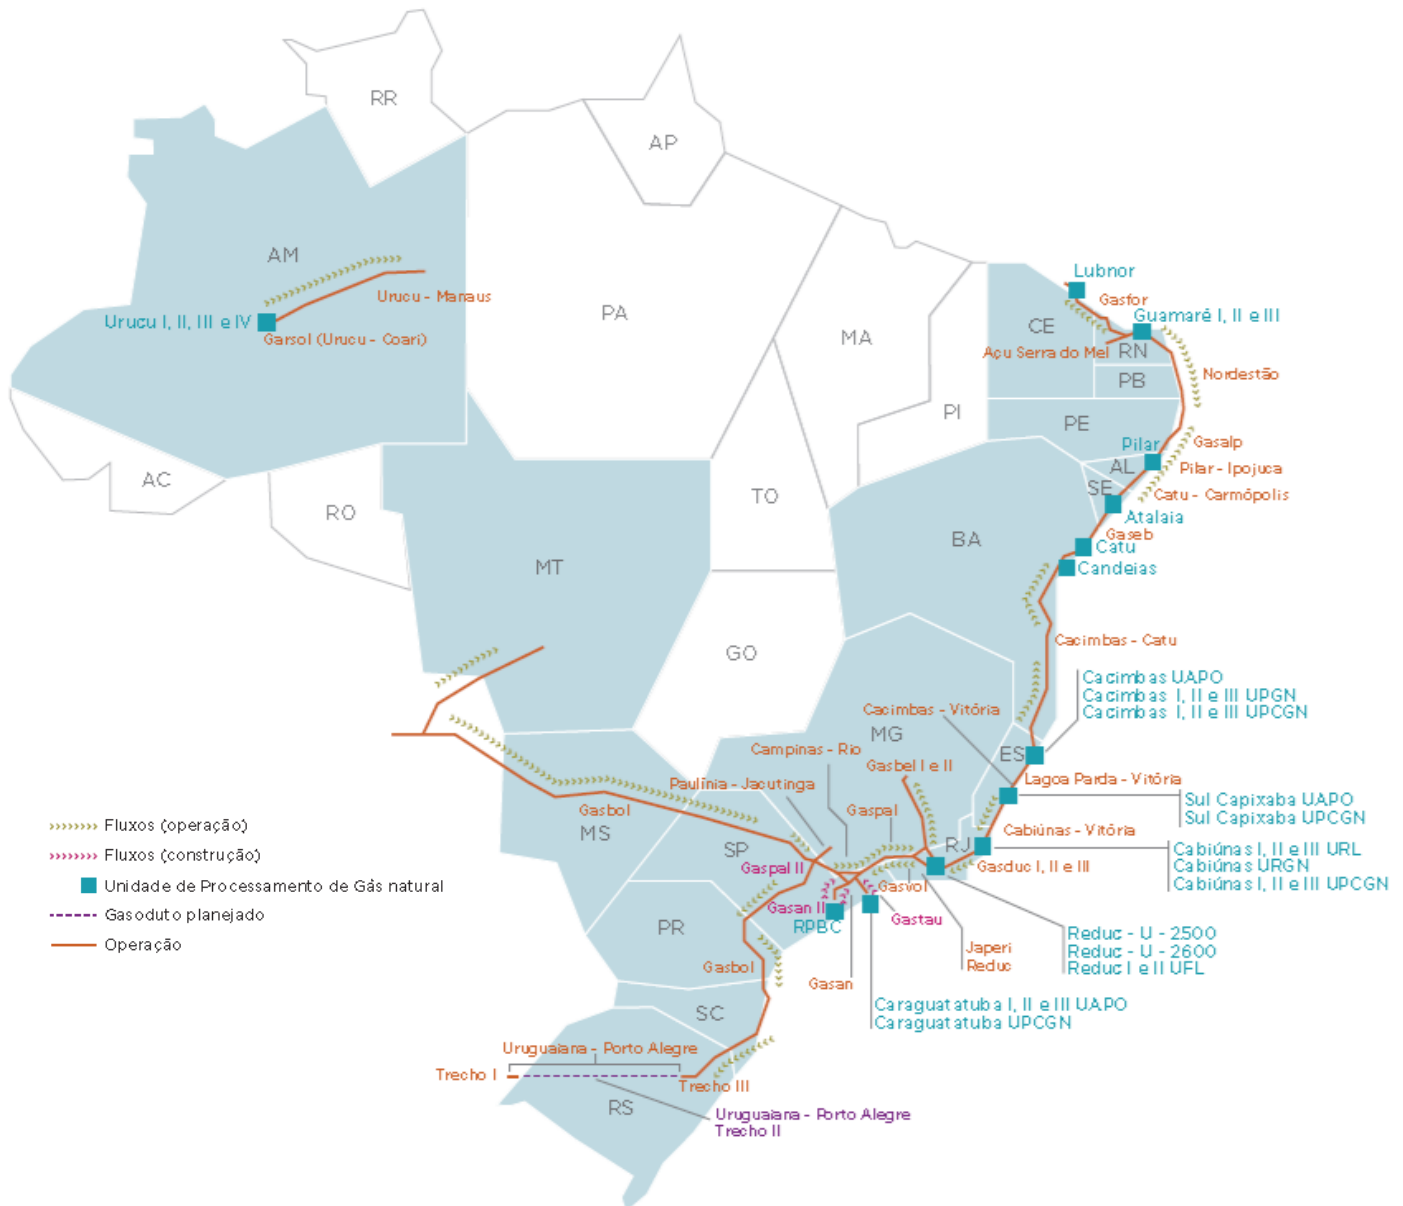 RR
AP
AM
Urucu - Manaus
Urucu I, II, III e IV
Garsol (Urucu - Coari)
PA
MA
PI
CE
Lubnor
Gasfor
Guamaré I, II e III
Açu Serra do Mel
RN
PB
Nordestão
PE
Pilar
Gasalp
AL
Pilar - Ipojuca
SE
Catu - Carmópolis
Atalaia
Gaseb
Catu
Candeias
AC
RO
TO
BA
MT
GO
Cacimbas - Catu
Cacimbas UAPO
Cacimbas I, II e III UPGN
Cacimbas I, II e III UPCGN
Cacimbas - Vitória
MG
ES
Campinas - Rio
Gasbel I e II
Paulínia - Jacutinga
Lagoa Parda - Vitória
Gasbol
Gaspal
Sul Capixaba UAPO
Sul Capixaba UPCGN
MS
SP
RJ
Cabiúnas - Vitória
Gaspal II
Gasduc I, II e III
Cabiúnas I, II e III URL
Cabiúnas URGN
Cabiúnas I, II e III UPCGN
Gasvol
Gasan II
Gastau
RPBC
PR
Gasbol
Gasan
Japeri
Reduc
Reduc - U - 2500
Reduc - U - 2600
Reduc I e II UFL
Caraguatatuba I, II e III UAPO
Caraguatatuba UPCGN
SC
Uruguaiana - Porto Alegre
Trecho I
Trecho III
RS
Uruguaiana - Porto Alegre
Trecho II
Fluxos (operação)
Fluxos (construção)
Unidade de Processamento de Gás natural
Gasoduto planejado
Operação